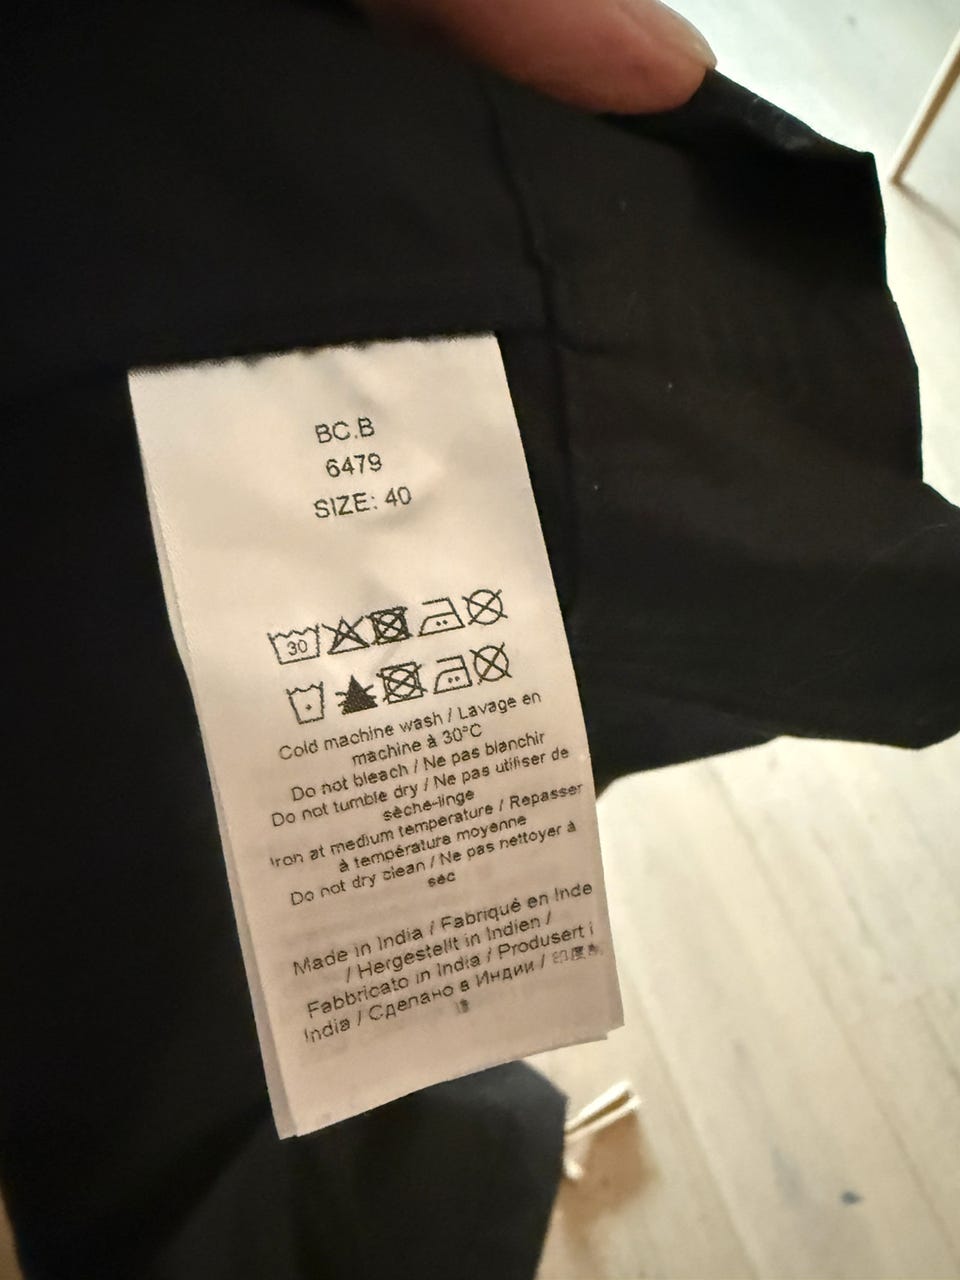 BC.B
6479
SIZE: 40
30
Cold machine wash / Lavage en
machine à 30°C
Do not bleach / Ne pas blanchir
Do not tumble dry / Ne pas utiliser de
sèche-linge
Iron at medium temperature / Repasser
à température moyenne
Do not dry clean / Ne pas nettoyer à
sec
Made in India / Fabriqué en Inde
/ Hergestellt in Indien /
Fabbricato in India / Produsert i
India / Сделано в Индии / 印度